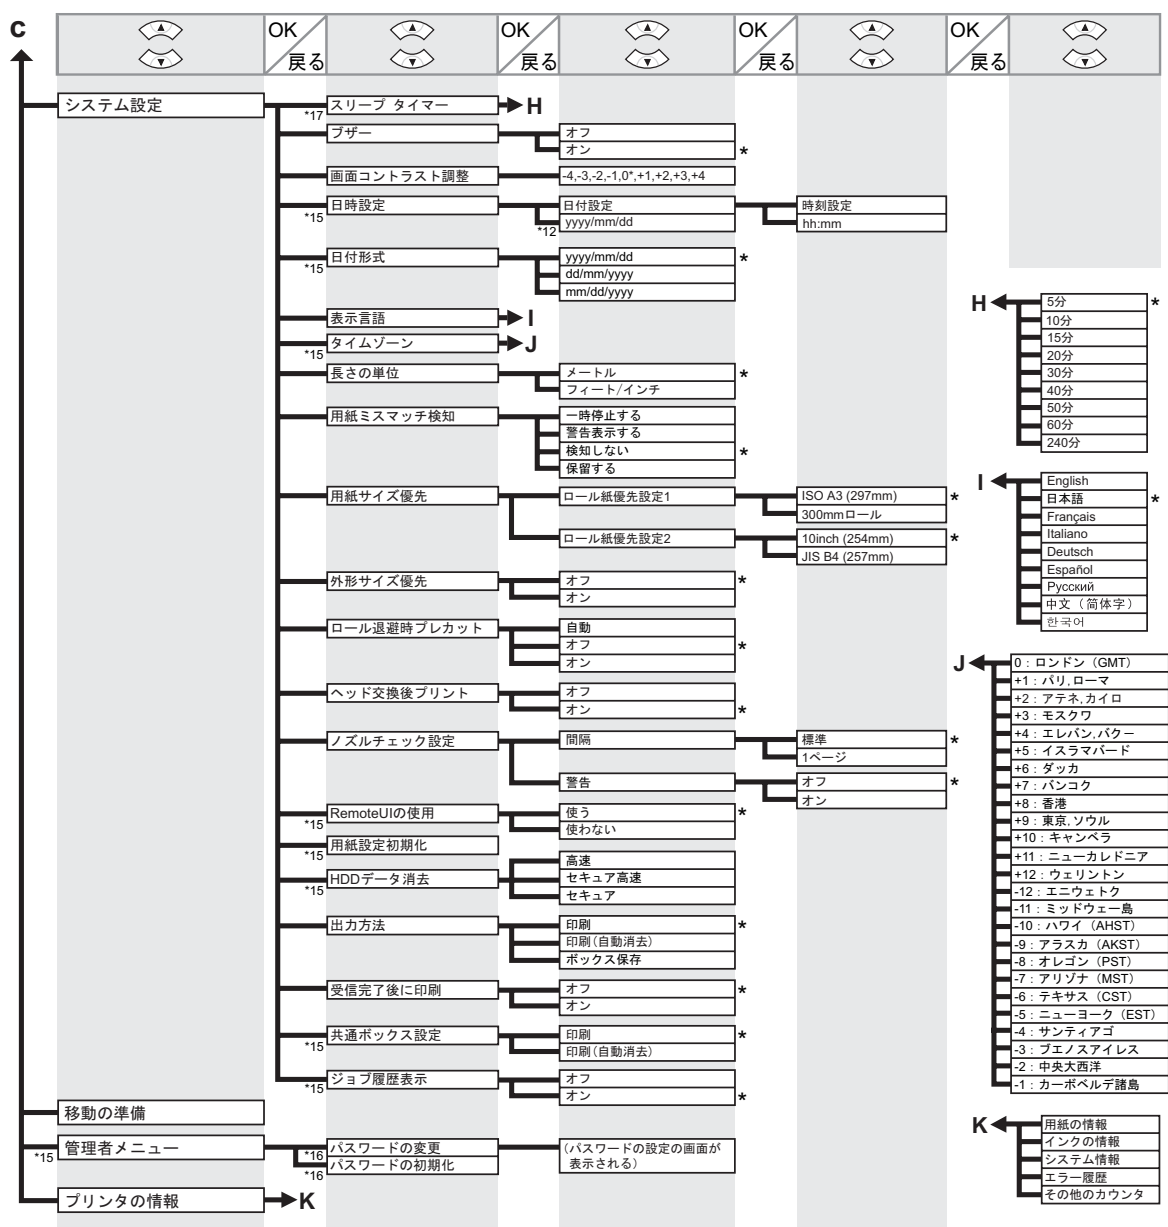 C
OK
戻る
OK
戻る
OK
戻る
OK
戻る
システム設定
*17
スリープ タイマー
H
ブザー
オフ
オン
*
画面コントラスト調整
-4,-3,-2,-1,0*,+1,+2,+3,+4
*15
日時設定
*12
日付設定
yyyy/mm/dd
時刻設定
hh:mm
*15
日付形式
yyyy/mm/dd
*
dd/mm/yyyy
mm/dd/yyyy
表示言語
I
*15
タイムゾーン
J
長さの単位
メートル
*
フィート/インチ
用紙ミスマッチ検知
一時停止する
警告表示する
検知しない
*
保留する
用紙サイズ優先
ロール紙優先設定1
ISO A3 (297mm)
*
300mmロール
ロール紙優先設定2
10inch (254mm)
*
JIS B4 (257mm)
外形サイズ優先
オフ
*
オン
ロール退避時プレカット
自動
オフ
*
オン
ヘッド交換後プリント
オフ
オン
*
ノズルチェック設定
間隔
標準
*
1ページ
警告
オフ
*
オン
*15
RemoteUIの使用
使う
*
使わない
*15
用紙設定初期化
*15
HDDデータ消去
高速
セキュア高速
セキュア
出力方法
印刷
*
印刷(自動消去)
ボックス保存
受信完了後に印刷
オフ
*
オン
*15
共通ボックス設定
印刷
*
印刷(自動消去)
*15
ジョブ履歴表示
オフ
オン
*
移動の準備
*15
管理者メニュー
*16
パスワードの変更
(パスワードの設定の画面が
表示される)
*16
パスワードの初期化
プリンタの情報
K
H
5分
*
10分
15分
20分
30分
40分
50分
60分
240分
I
English
日本語
*
Français
Italiano
Deutsch
Español
Русский
中文（简体字）
한국어
J
0：ロンドン（GMT）
+1：パリ,ローマ
+2：アテネ,カイロ
+3：モスクワ
+4：エレバン,バクー
+5：イスラマバード
+6：ダッカ
+7：バンコク
+8：香港
+9：東京,ソウル
+10：キャンベラ
+11：ニューカレドニア
+12：ウェリントン
-12：エニウェトク
-11：ミッドウェー島
-10：ハワイ（AHST）
-9：アラスカ（AKST）
-8：オレゴン（PST）
-7：アリゾナ（MST）
-6：テキサス（CST）
-5：ニューヨーク（EST）
-4：サンティアゴ
-3：ブエノスアイレス
-2：中央大西洋
-1：カーボベルデ諸島
K
用紙の情報
インクの情報
システム情報
エラー履歴
その他のカウンタ